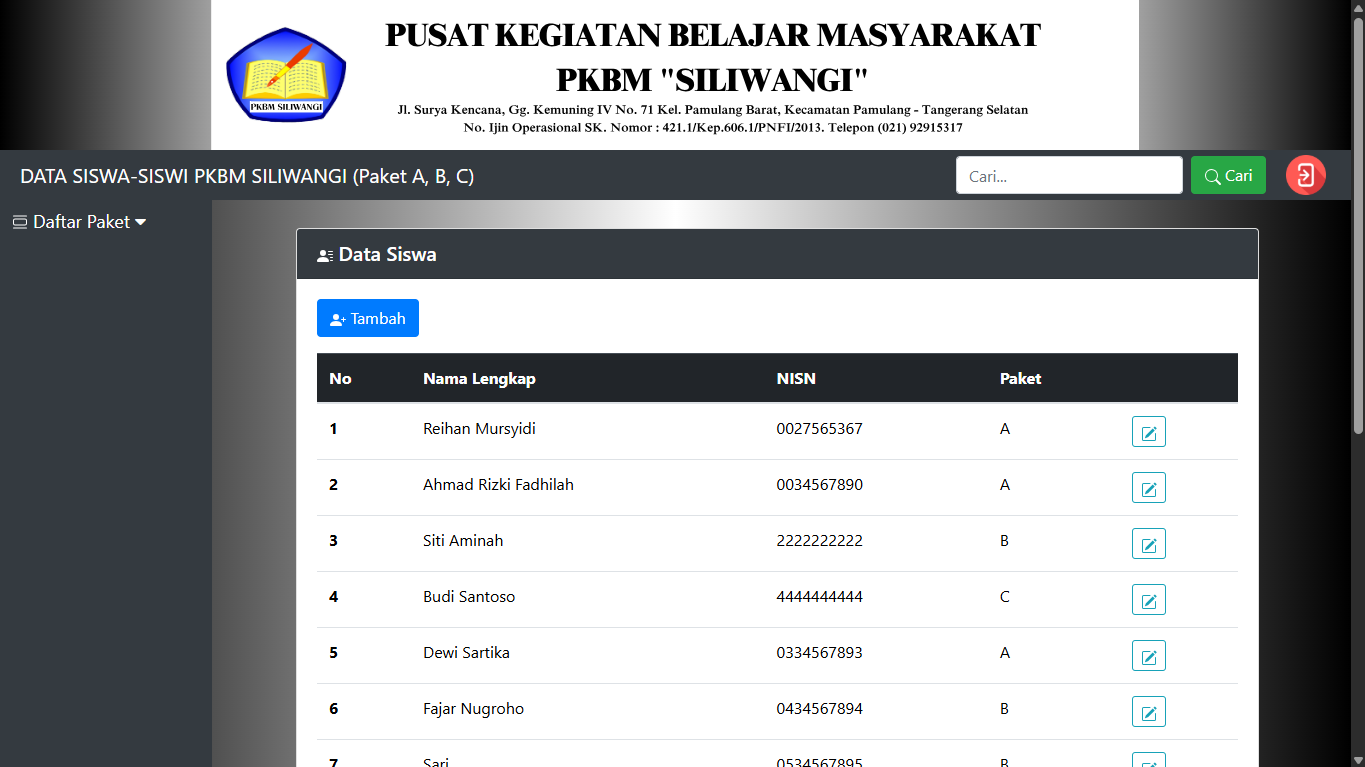 PUSAT KEGIATAN BELAJAR MASYARAKAT
PKBM "SILIWANGI"
Jl. Surya Kencana, Gg. Kemuning IV No. 71 Kel. Pamulang Barat, Kecamatan Pamulang - Tangerang Selatan
No. Ijin Operasional SK. Nomor : 421.1/Kep.606.1/PNFI/2013. Telepon (021) 92915317
PKBM SILIWANGI
DATA SISWA-SISWI PKBM SILIWANGI (Paket A, B, C)
Cari...
Cari
Daftar Paket
Data Siswa
Tambah
No Nama Lengkap NISN Paket
1 Reihan Mursyidi 0027565367 A
2 Ahmad Rizki Fadhilah 0034567890 A
3 Siti Aminah 2222222222 B
4 Budi Santoso 4444444444 C
5 Dewi Sartika 0334567893 A
6 Fajar Nugroho 0434567894 B
7 Sari 0534567895 B